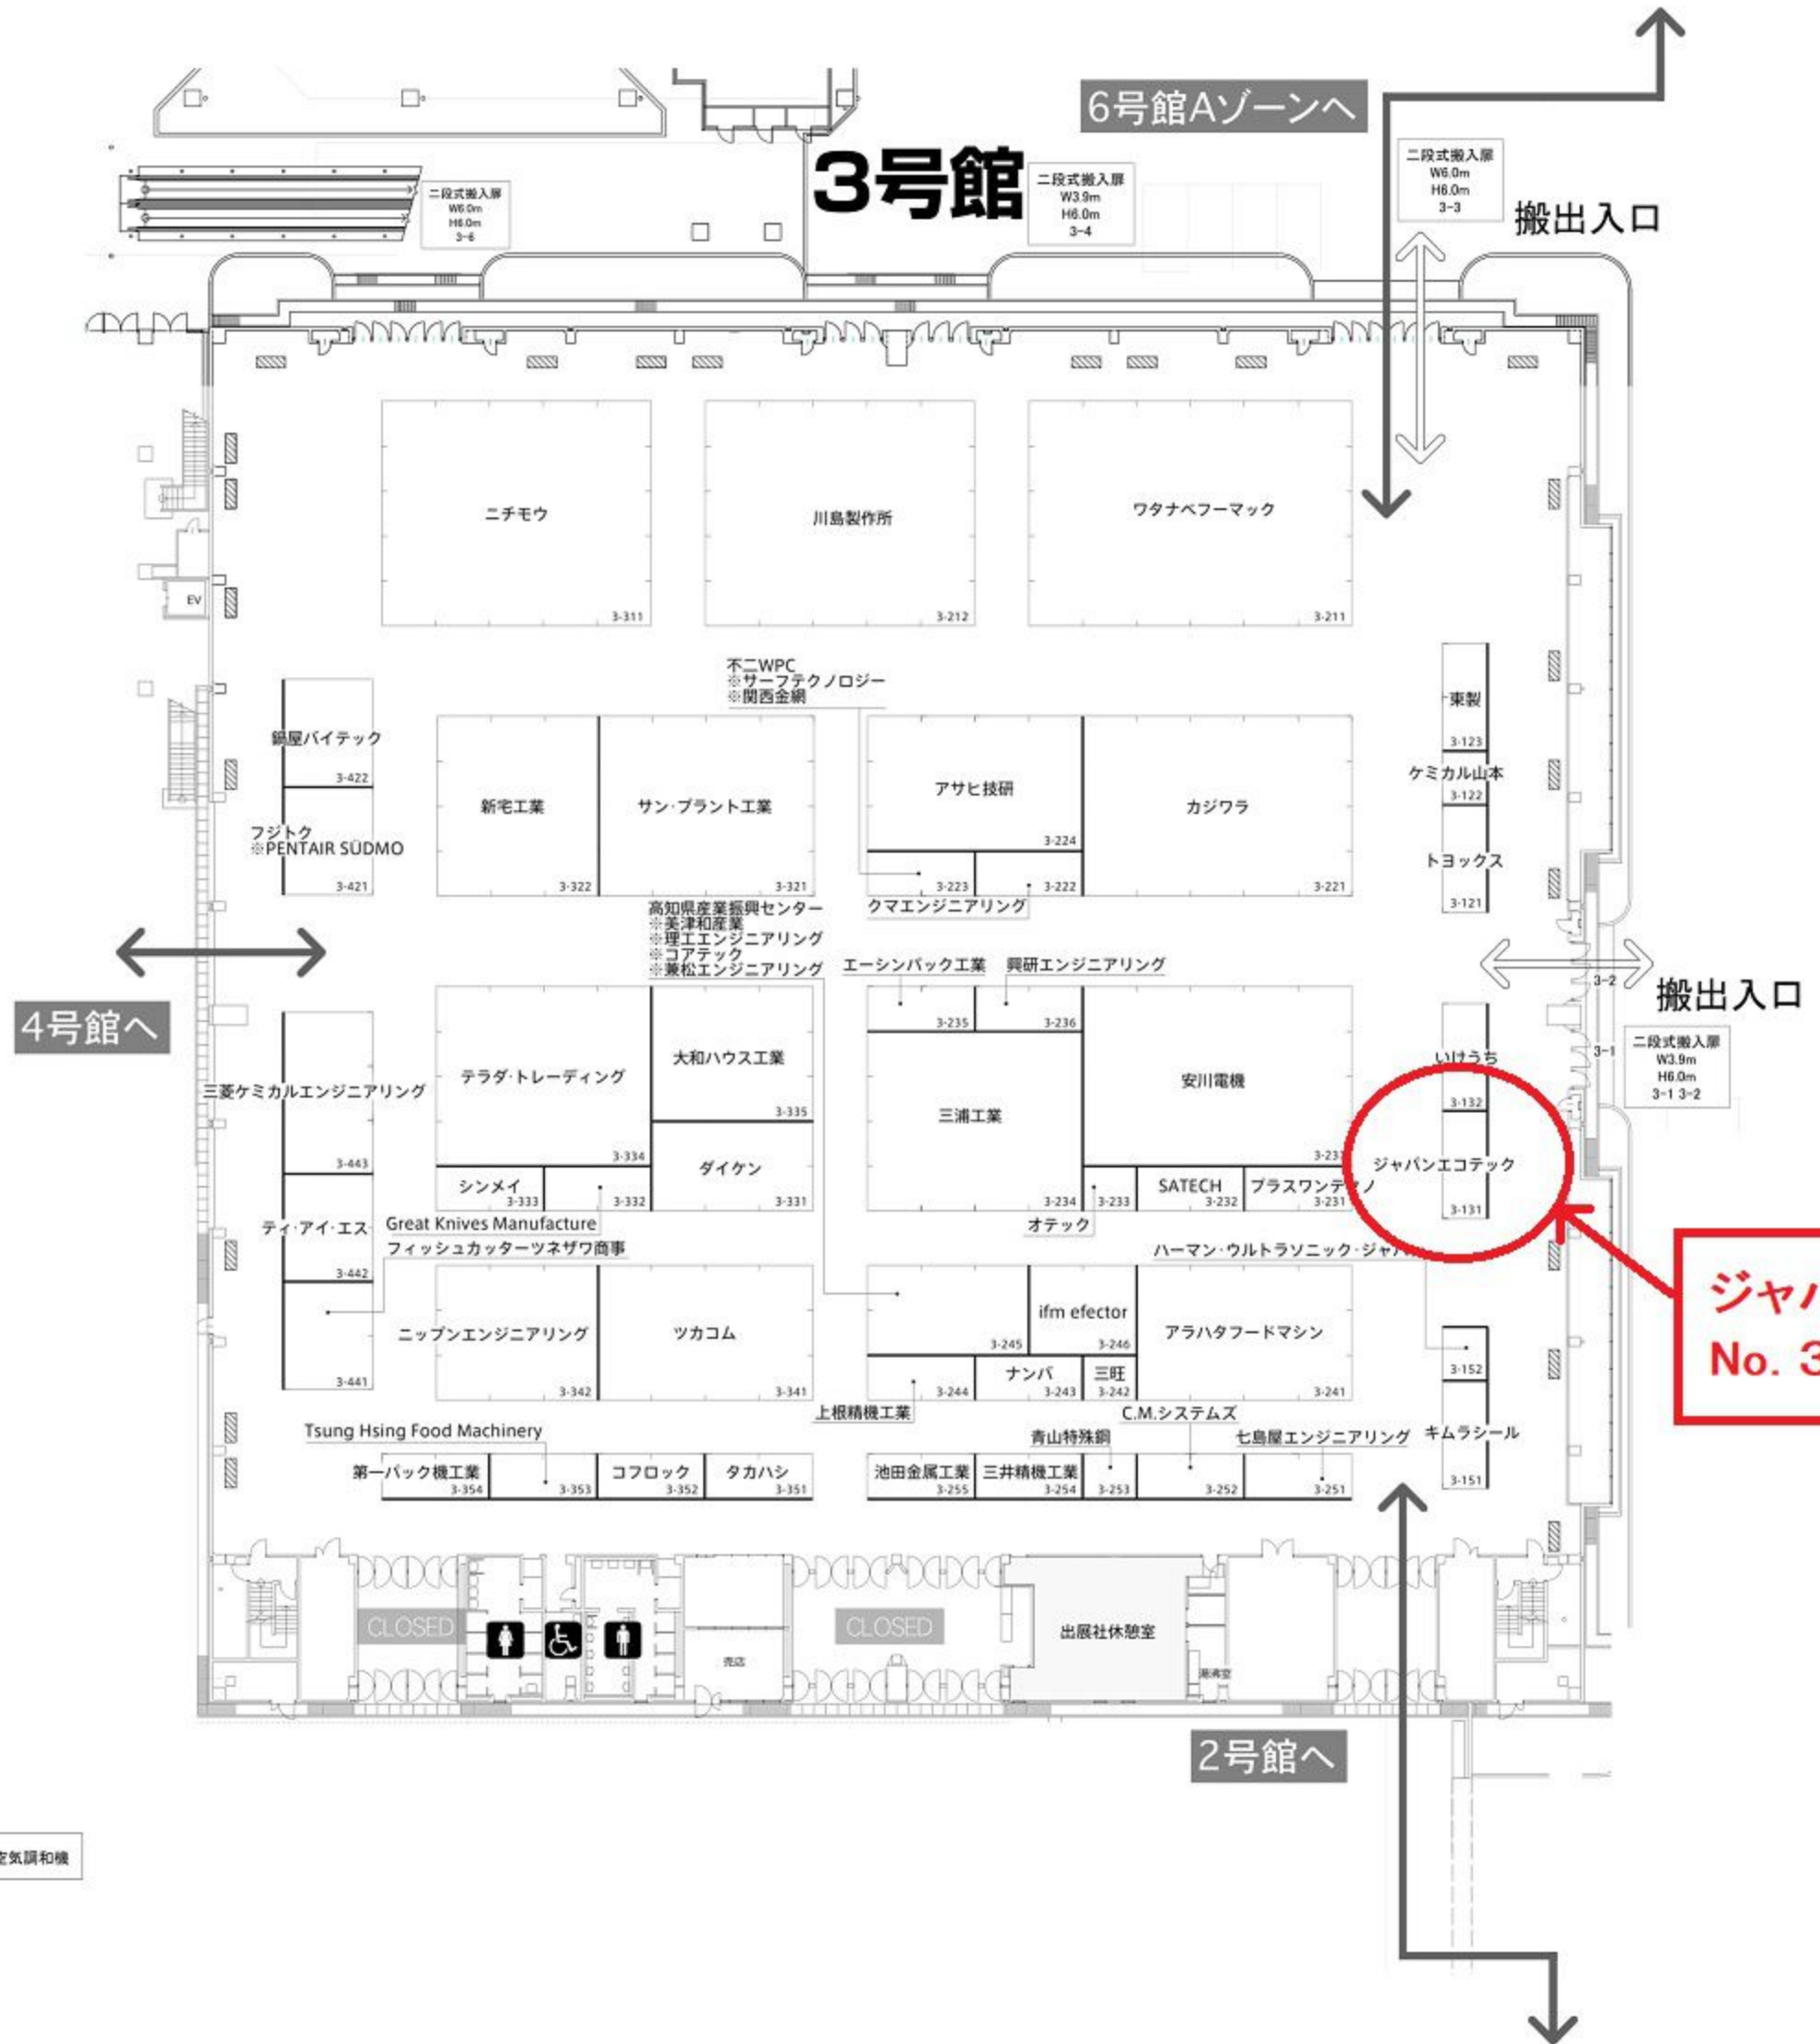 6号館Aゾーンへ
3号館
二段式搬入扉
W6.0m
H6.0m
3-6
二段式搬入扉
W3.9m
H6.0m
3-4
二段式搬入扉
W6.0m
H6.0m
3-3
搬出入口
ニチモウ
3-311
川島製作所
3-212
ワタナベフーマック
3-211
EV
不二WPC
※サーフテクノロジー
※関西金網
鍋屋バイテック
3-422
フジトク
※PENTAIR SÜDMO
3-421
新宅工業
3-322
サン・プラント工業
3-321
アサヒ技研
3-224
3-223
3-222
クマエンジニアリング
カジワラ
3-221
東製
3-123
ケミカル山本
3-122
トヨックス
3-121
高知県産業振興センター
※美津和産業
※理工エンジニアリング
※コアテック
※兼松エンジニアリング
エーシンパック工業
興研エンジニアリング
3-235
3-236
4号館へ
3-2
搬出入口
3-1
二段式搬入扉
W3.9m
H6.0m
3-1 3-2
三菱ケミカルエンジニアリング
3-443
テラダ・トレーディング
3-334
大和ハウス工業
3-335
三浦工業
3-234
安川電機
いけうち
3-132
ジャパンエコテック
3-131
シンメイ
3-333
3-332
ダイケン
3-331
3-233
SATECH
3-232
3-231
オテック
Great Knives Manufacture
フィッシュカッターツネザワ商事
ティ・アイ・エス
3-442
3-441
ハーマン・ウルトラソニック・ジャ
ニップンエンジニアリング
3-342
ツカコム
3-341
3-245
ifm efector
3-246
アラハタフードマシン
3-241
3-152
3-244
ナンバ
3-243
三旺
3-242
上根精機工業
No. 3
Tsung Hsing Food Machinery
C.M.システムズ
青山特殊鋼
七島屋エンジニアリング
キムラシール
3-151
第一パック機工業
3-354
3-353
コフロック
3-352
タカハシ
3-351
池田金属工業
3-255
三井精機工業
3-254
3-253
3-252
3-251
CLOSED
CLOSED
売店
出展社休憩室
湯沸室
2号館へ
空気調和機